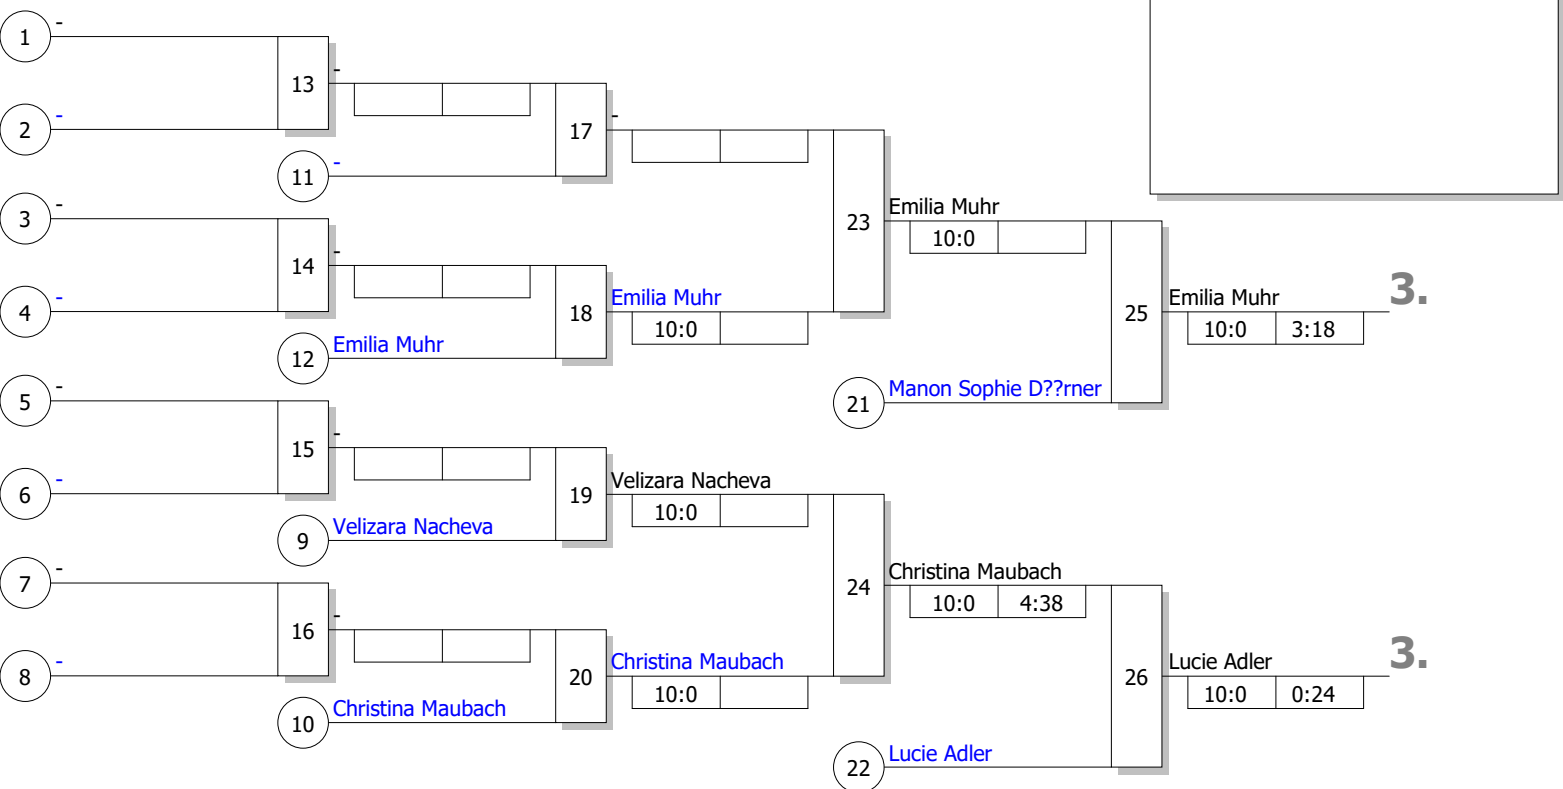 1 -
13 -
2 -
17 -
11 -
3 -
23 Emilia Muhr
10:0
14 -
4 -
18 Emilia Muhr
10:0
25 Emilia Muhr 3.
10:0 3:18
12 Emilia Muhr
5 -
21 Manon Sophie D??rner
15 -
6 -
19 Velizara Nacheva
10:0
9 Velizara Nacheva
7 -
24 Christina Maubach
10:0 4:38
16 -
8 -
20 Christina Maubach
10:0
26 Lucie Adler 3.
10:0 0:24
10 Christina Maubach
22 Lucie Adler